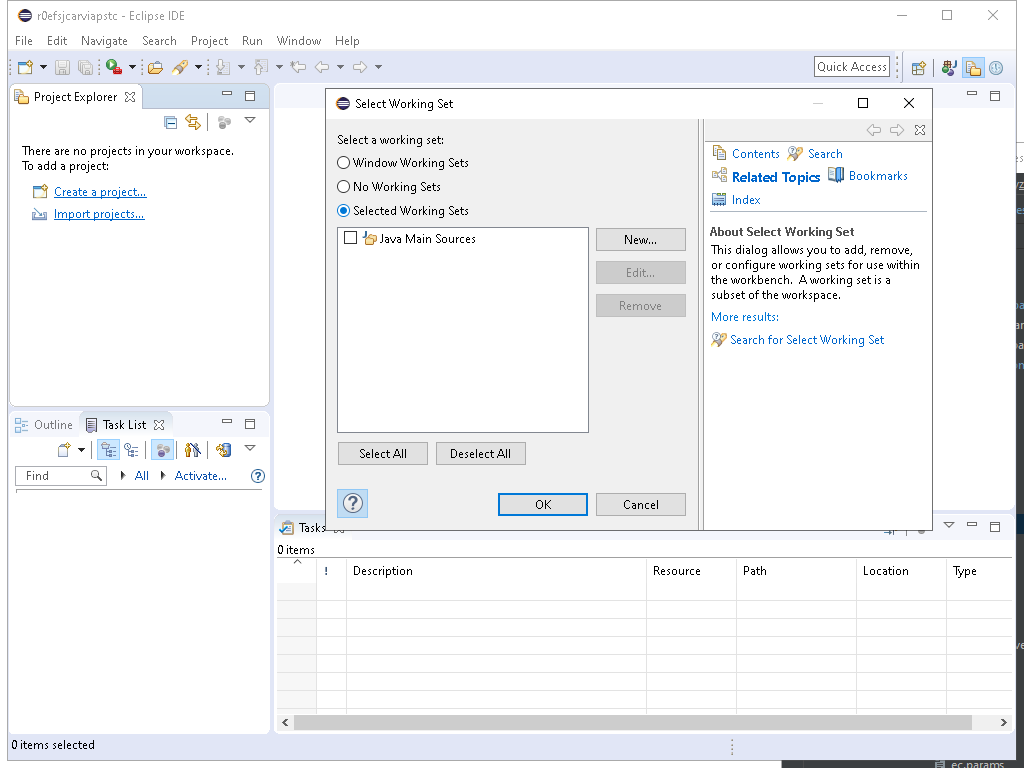 r0efsjcarviapstc - Eclipse IDE
File Edit Navigate Search Project Run Window Help
Quick Access
Project Explorer
There are no projects in your workspace.
To add a project:
Create a project...
Import projects...
Select Working Set
Select a working set:
Window Working Sets
No Working Sets
Selected Working Sets
Java Main Sources
New...
Edit...
Remove
Select All
Deselect All
OK
Cancel
Contents
Search
Related Topics
Bookmarks
Index
About Select Working Set
This dialog allows you to add, remove,
or configure working sets for use within
the workbench. A working set is a
subset of the workspace.
More results:
Search for Select Working Set
Outline
Task List
Find
All
Activate...
Tasks
0 items
! Description Resource Path Location Type
0 items selected
ec.params